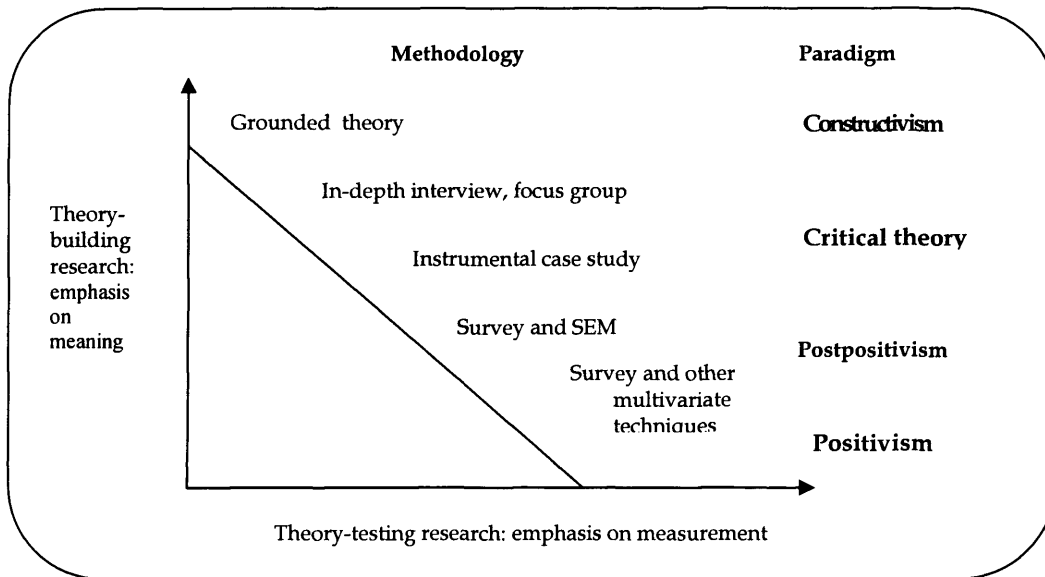 Methodology
Paradigm
Grounded theory
Constructivism
In-depth interview, focus group
Theory-
building
research:
emphasis
on
meaning
Critical theory
Instrumental case study
Survey and SEM
Postpositivism
Survey and other
multivariate
techniques
Positivism
Theory-testing research: emphasis on measurement